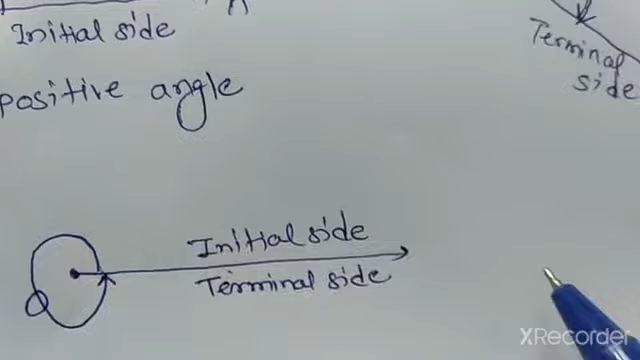 Initial side
Terminal
side
positive angle
Initial side
Terminal side
XRecorder